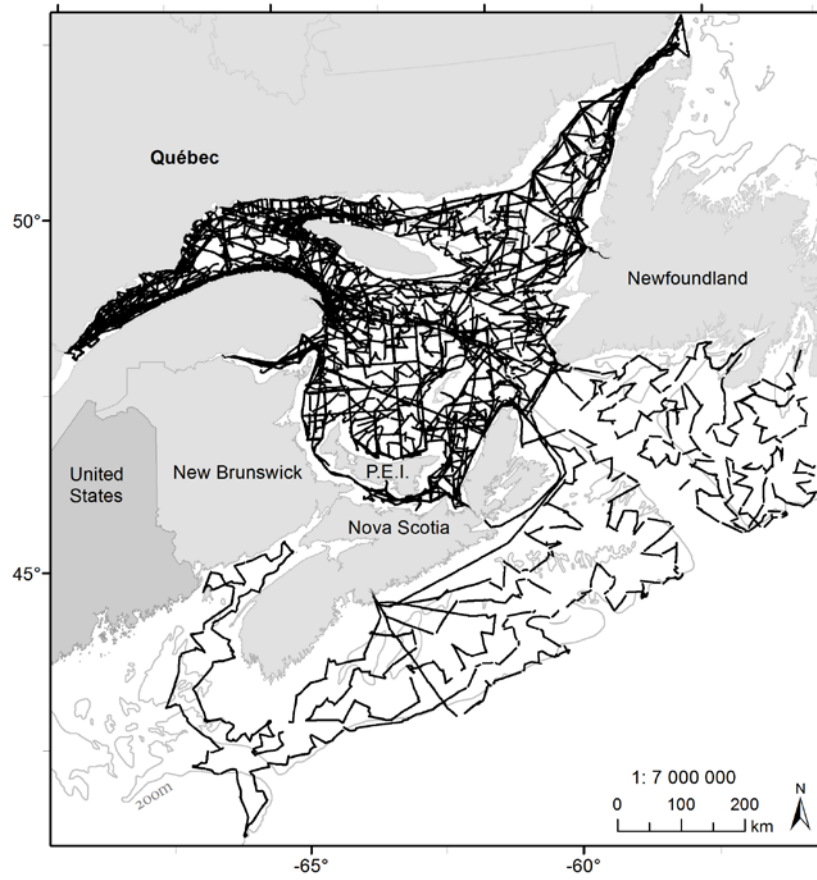 Québec
50°
Newfoundland
United
States
New Brunswick
P.E.I.
Nova Scotia
45°
200m
1: 7 000 000
N
0 100 200
km
-65°
-60°